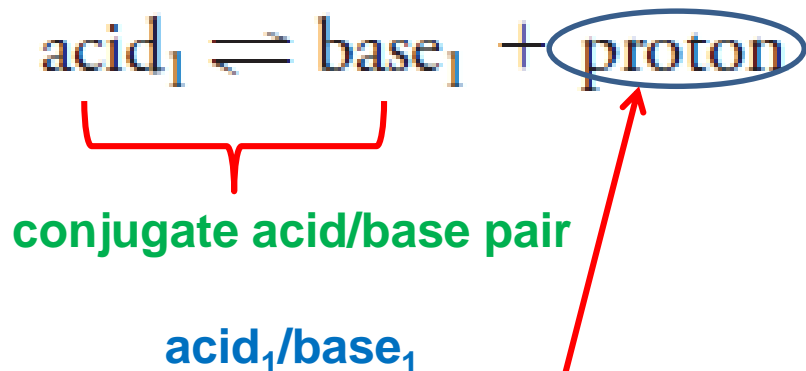 acid₁ ⇌ base₁ + proton
conjugate acid/base pair
acid₁/base₁